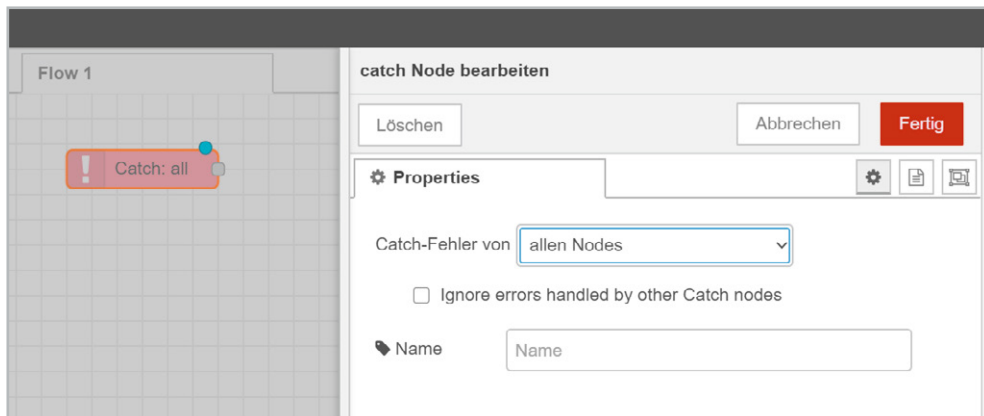 Flow 1
catch Node bearbeiten
Löschen
Abbrechen
Fertig
Catch: all
Properties
Catch-Fehler von
allen Nodes
Ignore errors handled by other Catch nodes
Name
Name